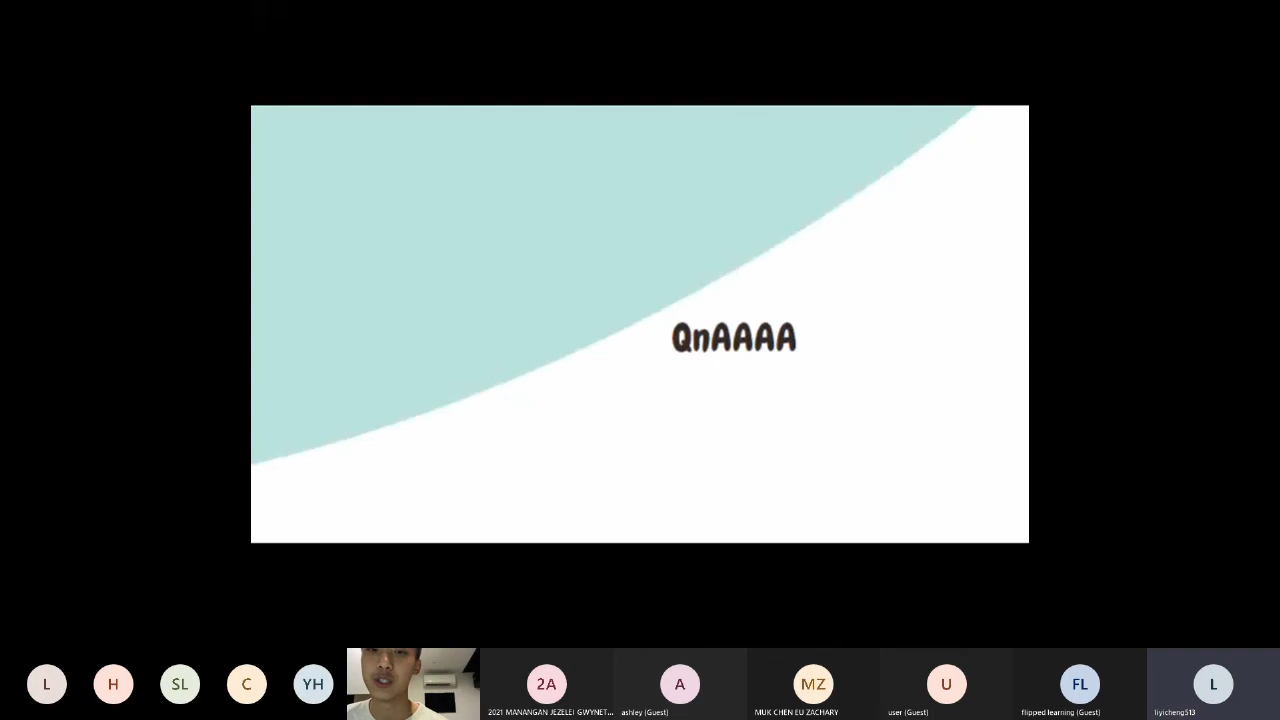 QnAAAA
L
H
SL
C
YH
2A
A
MZ
U
FL
L
2021 MANANGAN JEZELEI GWYNET...
ashley (Guest)
MUK CHEN EU ZACHARY
user (Guest)
flipped learning (Guest)
liyicheng513